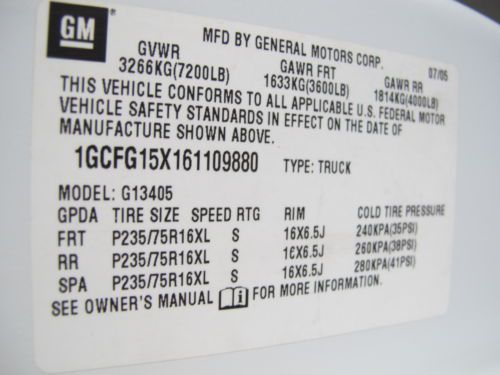 GM
MFD BY GENERAL MOTORS CORP.
07/05
GVWR GAWR FRT GAWR RR
3266KG(7200LB) 1633KG(3600LB) 1814KG(4000LB)
THIS VEHICLE CONFORMS TO ALL APPLICABLE U.S. FEDERAL MOTOR
VEHICLE SAFETY STANDARDS IN EFFECT ON THE DATE OF
MANUFACTURE SHOWN ABOVE.
1GCFG15X161109880 TYPE: TRUCK
MODEL: G13405
GPDA TIRE SIZE SPEED RTG RIM COLD TIRE PRESSURE
FRT P235/75R16XL S 16X6.5J 240KPA(35PSI)
RR P235/75R16XL S 16X6.5J 260KPA(38PSI)
SPA P235/75R16XL S 16X6.5J 280KPA(41PSI)
SEE OWNER'S MANUAL i FOR MORE INFORMATION.